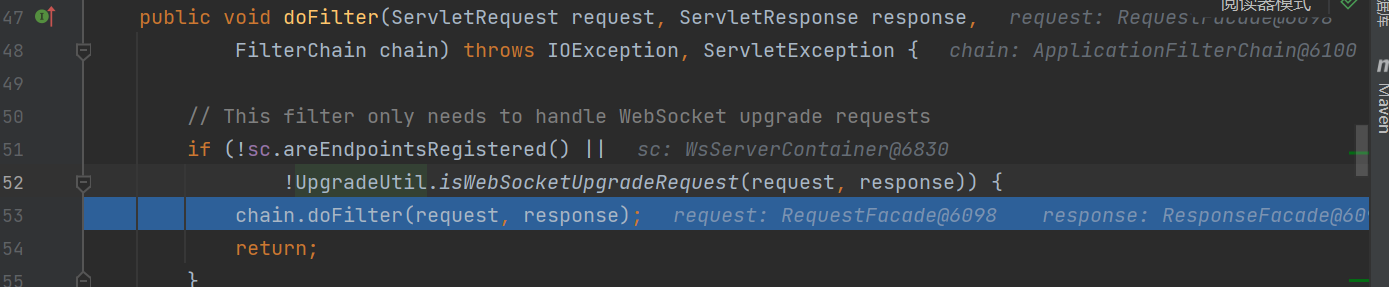 阅读器模式
47 public void doFilter(ServletRequest request, ServletResponse response, request: RequestFacade@6098
48 FilterChain chain) throws IOException, ServletException { chain: ApplicationFilterChain@6100
49
50 // This filter only needs to handle WebSocket upgrade requests
51 if (!sc.areEndpointsRegistered() || sc: WsServerContainer@6830
52 !UpgradeUtil.isWebSocketUpgradeRequest(request, response)) {
53 chain.doFilter(request, response); request: RequestFacade@6098 response: ResponseFacade@609
54 return;
55 }
库
m Maven